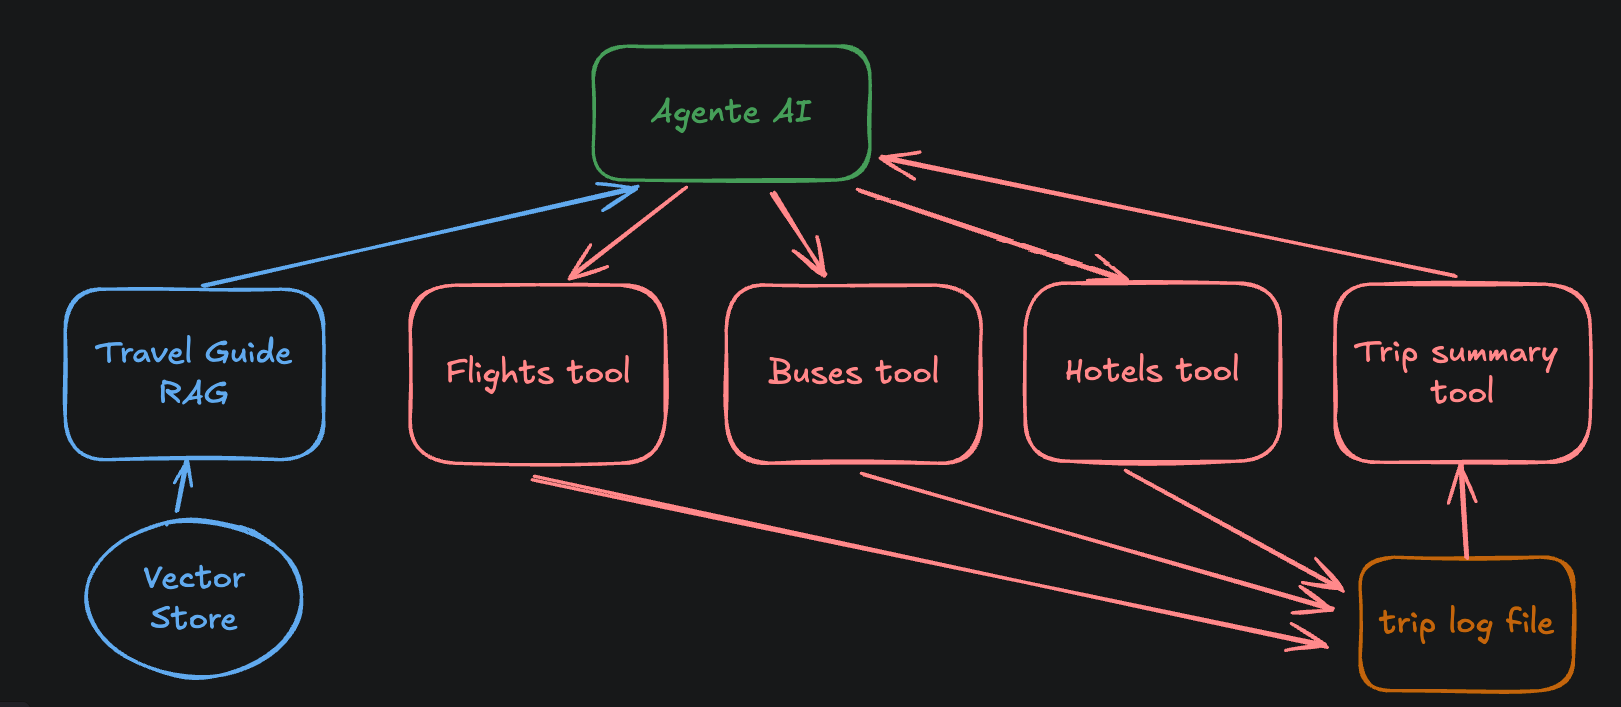 Agente AI
Travel Guide
RAG
Flights tool
Buses tool
Hotels tool
Trip summary
tool
Vector
Store
trip log file